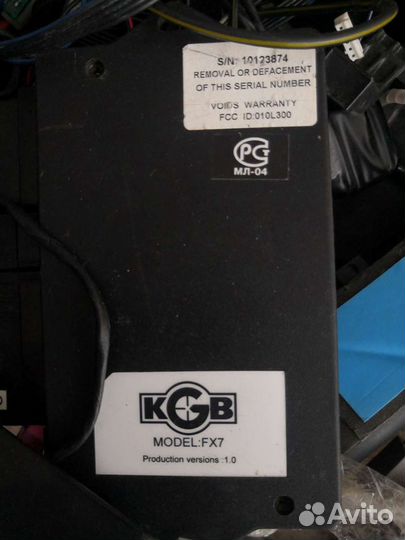 S/N: 10123874
REMOVAL OR DEFACEMENT
OF THIS SERIAL NUMBER
VOIDS WARRANTY
FCC ID:010L300
РСТ
МЛ-04
KGB
MODEL:FX7
Production versions :1.0
Avito